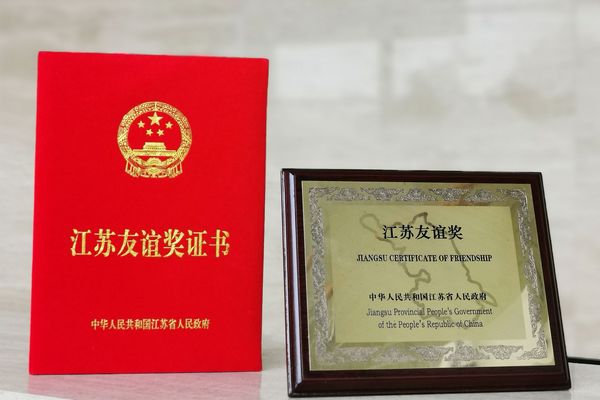 江苏友谊奖证书
中华人民共和国江苏省人民政府
江苏友谊奖
JIANGSU CERTIFICATE OF FRIENDSHIP
中华人民共和国江苏省人民政府
Jiangsu Provincial People's Government
of the People's Republic of China